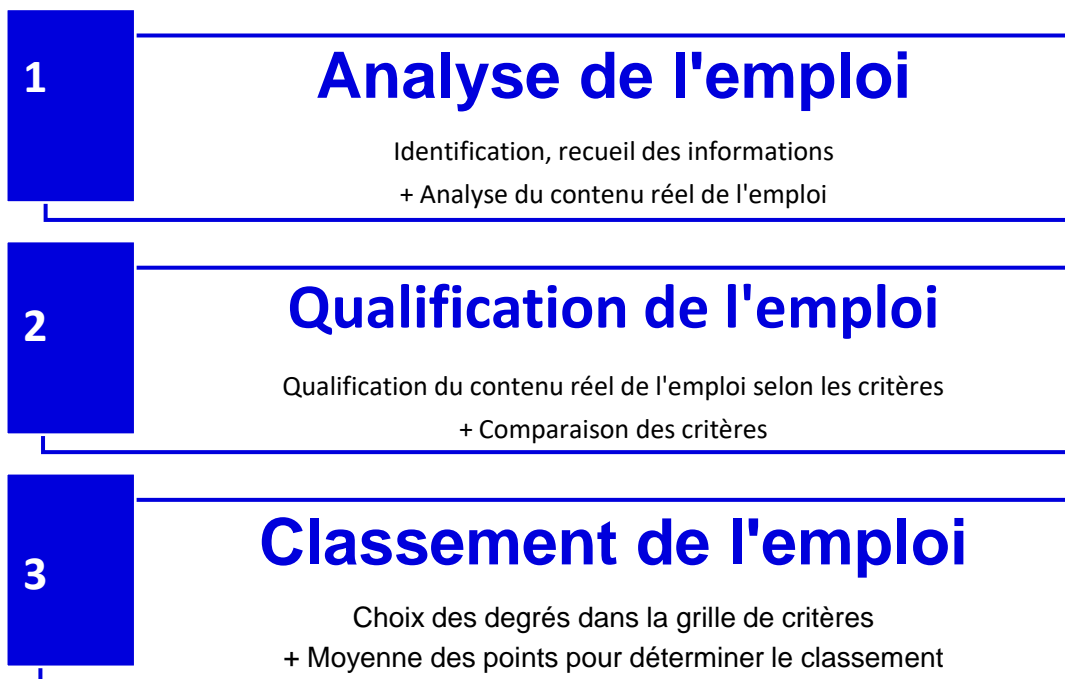 1
Analyse de l'emploi
Identification, recueil des informations
+ Analyse du contenu réel de l'emploi
2
Qualification de l'emploi
Qualification du contenu réel de l'emploi selon les critères
+ Comparaison des critères
3
Classement de l'emploi
Choix des degrés dans la grille de critères
+ Moyenne des points pour déterminer le classement